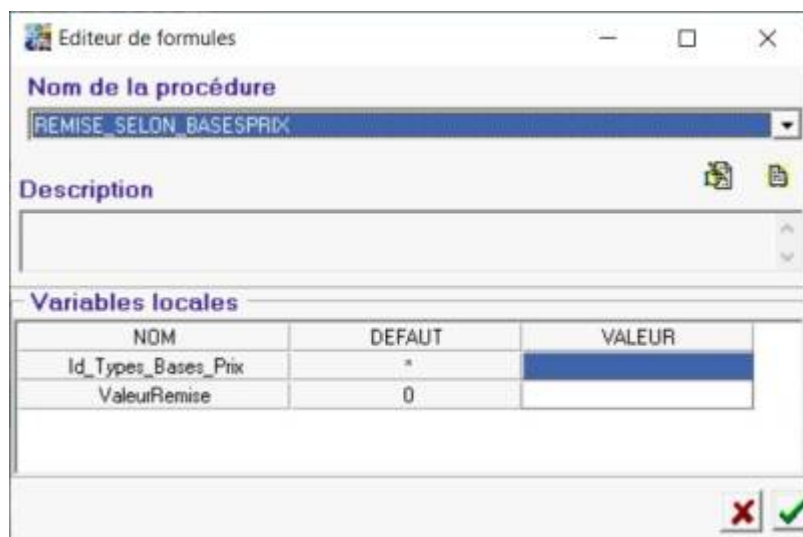 Editeur de formules
Nom de la procédure
REMISE_SELON_BASESPRIX
Description
Variables locales
NOM DEFAUT VALEUR
Id_Types_Bases_Prix *
ValeurRemise 0